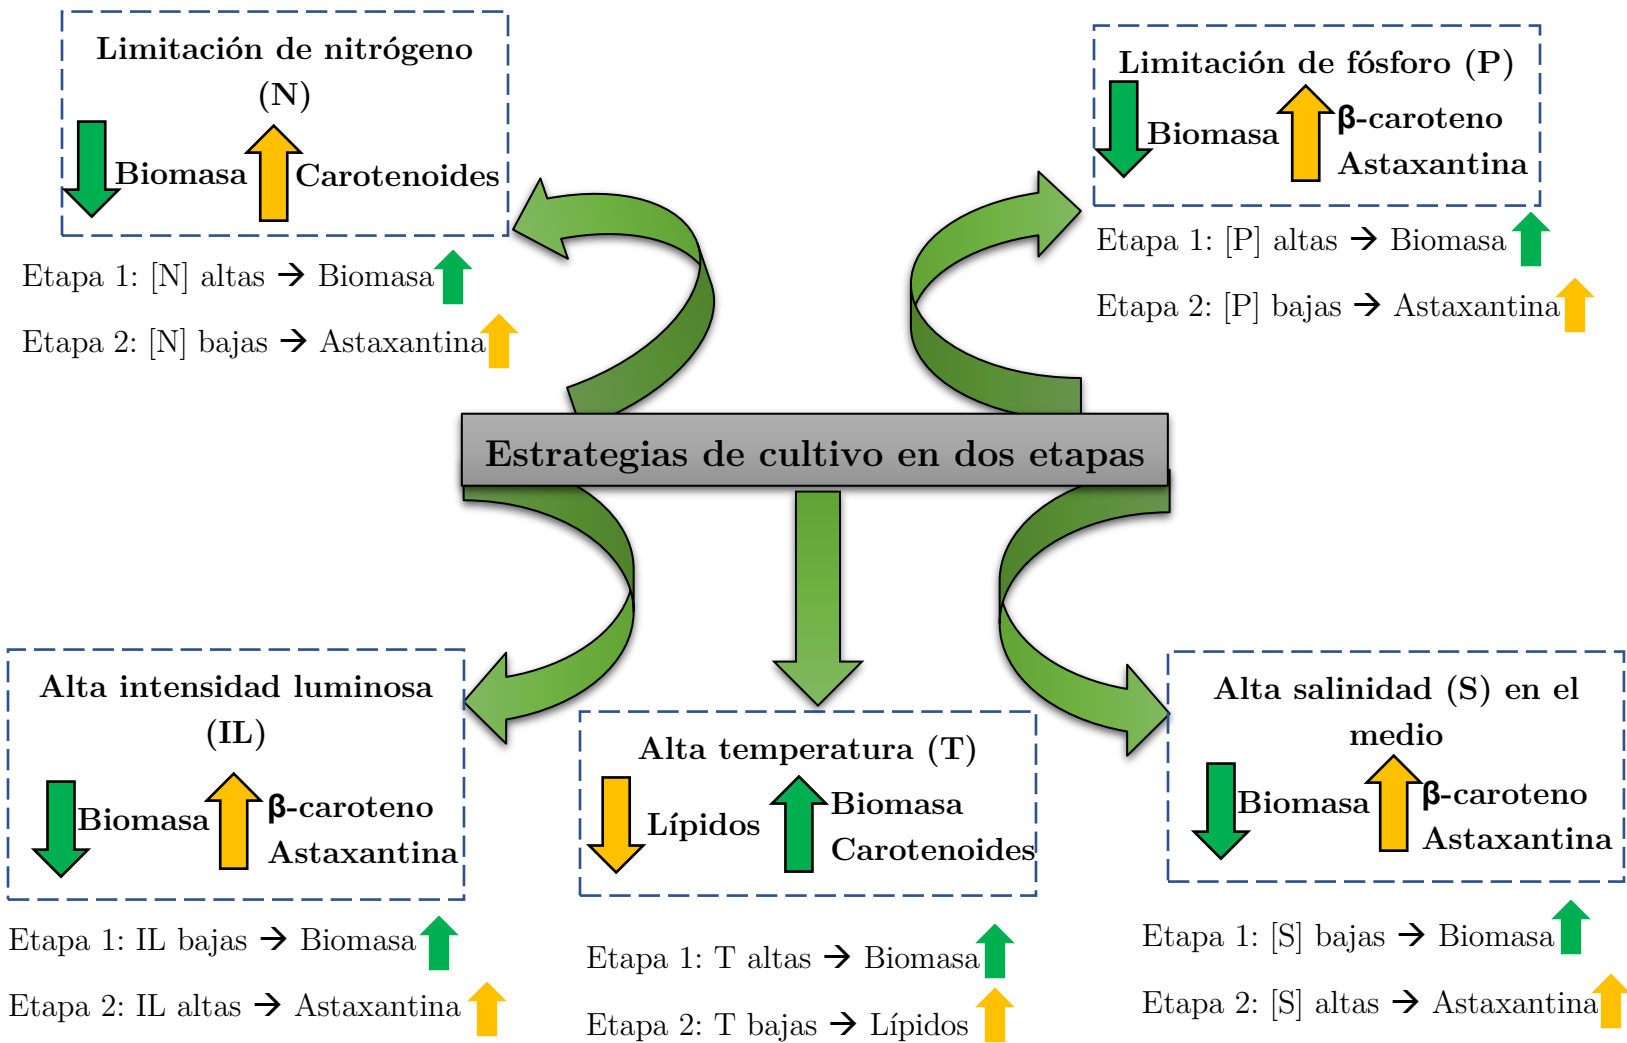 Limitación de nitrógeno
(N)
Biomasa
Carotenoides
Etapa 1: [N] altas → Biomasa
Etapa 2: [N] bajas → Astaxantina
Limitación de fósforo (P)
Biomasa
β-caroteno
Astaxantina
Etapa 1: [P] altas → Biomasa
Etapa 2: [P] bajas → Astaxantina
Estrategias de cultivo en dos etapas
Alta intensidad luminosa
(IL)
Biomasa
β-caroteno
Astaxantina
Etapa 1: IL bajas → Biomasa
Etapa 2: IL altas → Astaxantina
Alta temperatura (T)
Lípidos
Biomasa
Carotenoides
Etapa 1: T altas → Biomasa
Etapa 2: T bajas → Lípidos
Alta salinidad (S) en el
medio
Biomasa
β-caroteno
Astaxantina
Etapa 1: [S] bajas → Biomasa
Etapa 2: [S] altas → Astaxantina